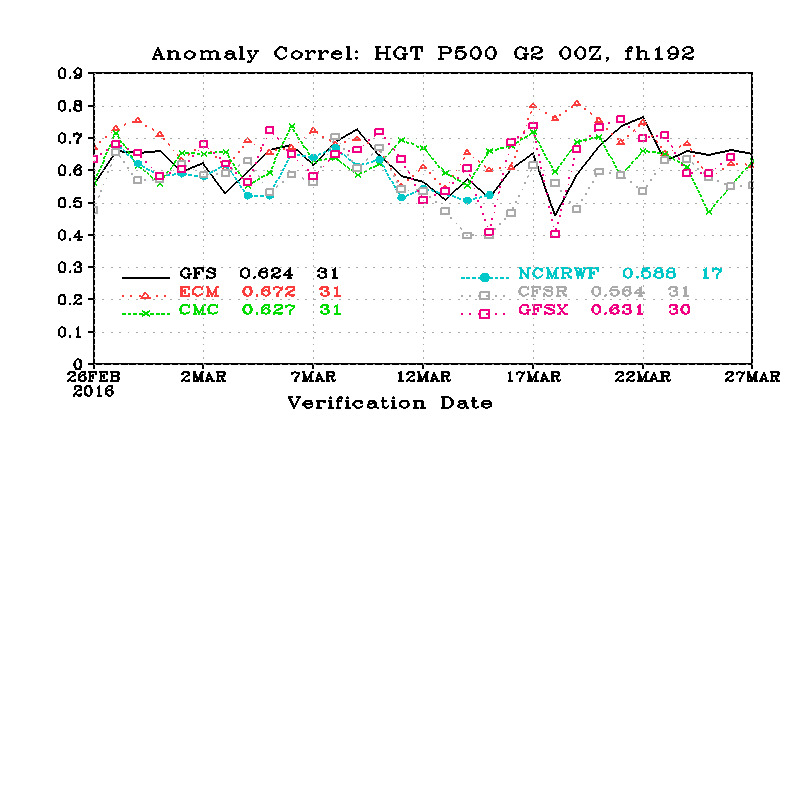 Anomaly Correl: HGT P500 G2 00Z, fh192
0.9
0.8
0.7
0.6
0.5
0.4
0.3
0.2
0.1
0
GFS 0.624 31
ECM 0.672 31
CMC 0.627 31
NCMRWF 0.588 17
CFSR 0.564 31
GFSX 0.631 30
26FEB 2MAR 7MAR 12MAR 17MAR 22MAR 27MAR
2016
Verification Date